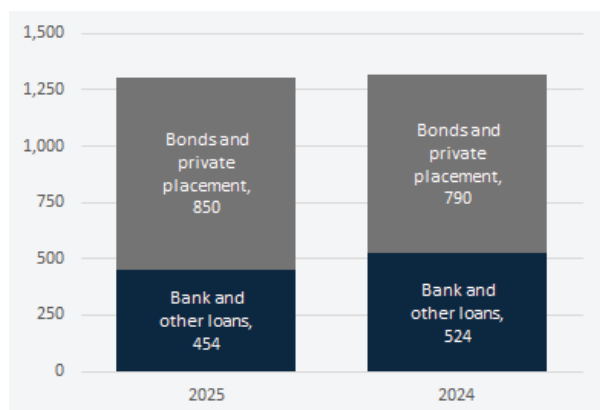 1,500
1,250
1,000
750
500
250
0
Bonds and
private
placement,
850
Bank and
other loans,
454
Bonds and
private
placement,
790
Bank and
other loans,
524
2025
2024